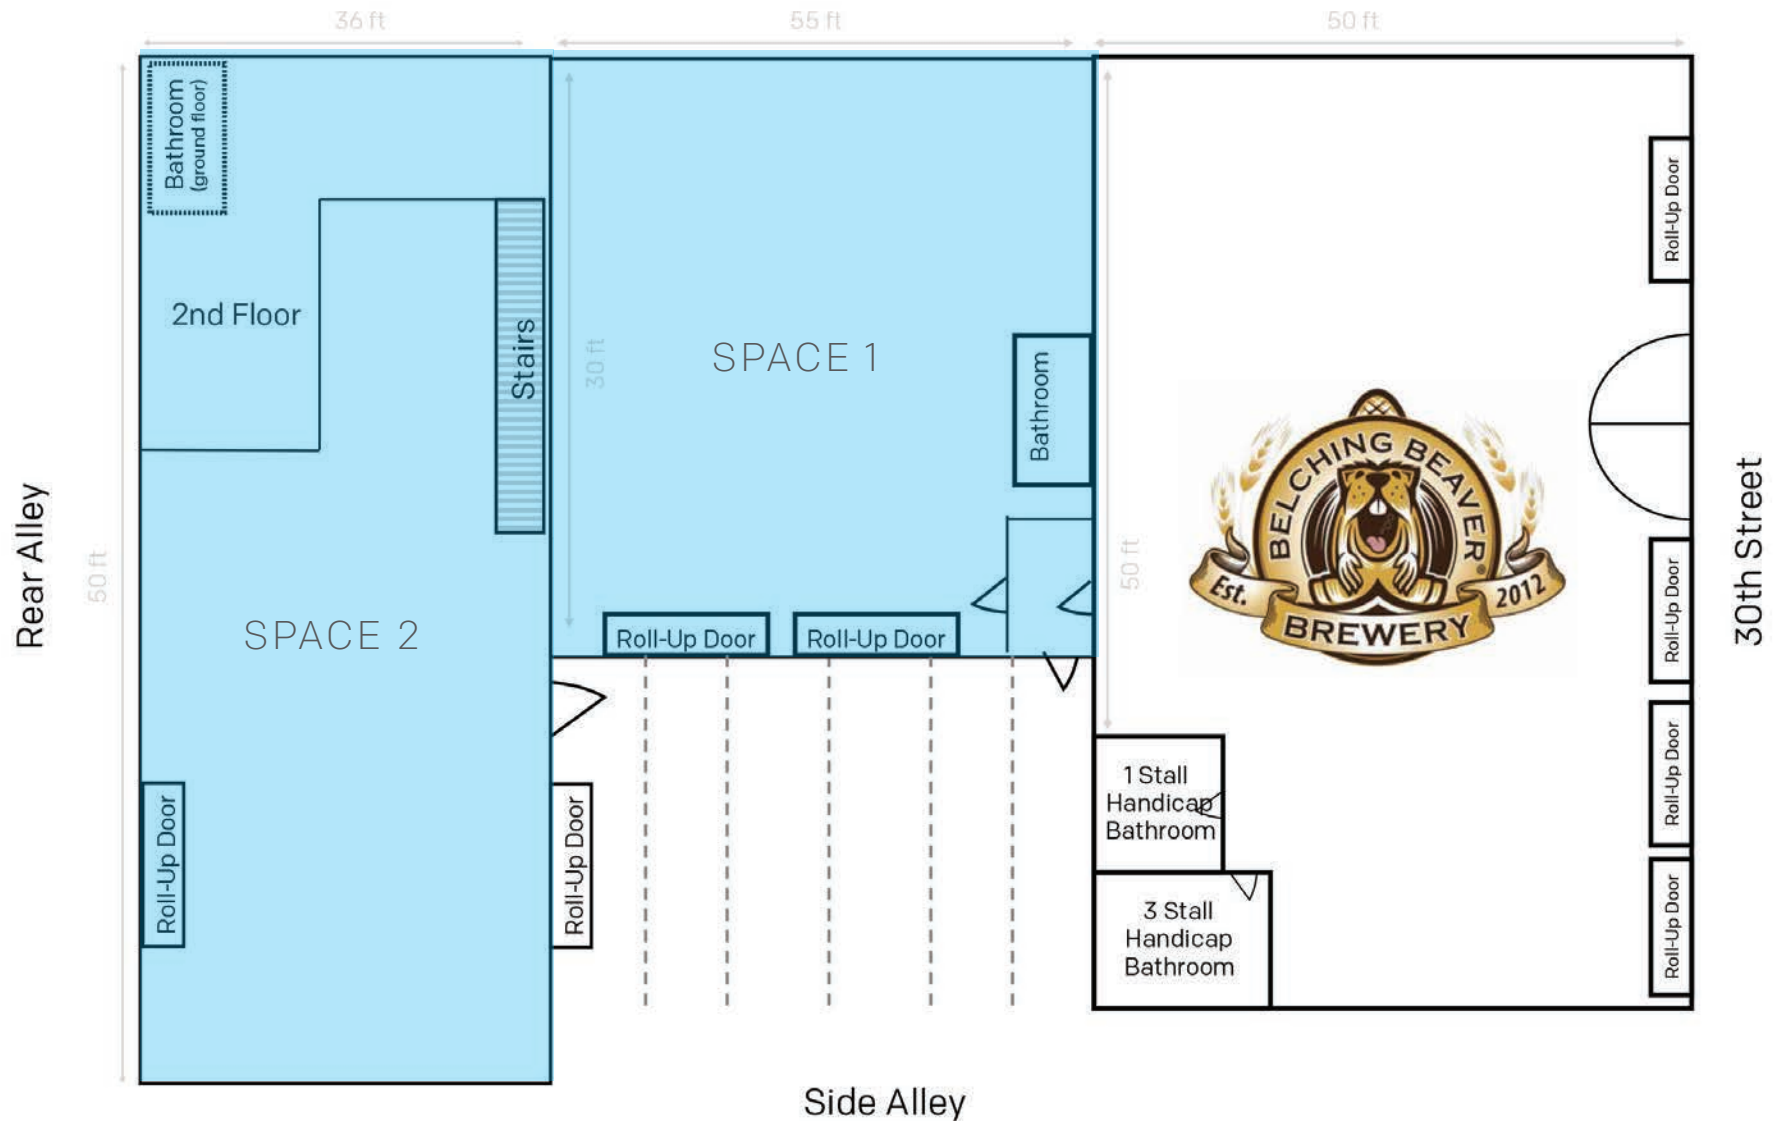 36 ft
55 ft
50 ft
Bathroom
(ground floor)
2nd Floor
Stairs
30 ft
SPACE 1
Bathroom
Roll-Up Door
BELCHING BEAVER
Est.
2012
BREWERY
®
30th Street
Rear Alley
50 ft
SPACE 2
50 ft
Roll-Up Door
Roll-Up Door
Roll-Up Door
Roll-Up Door
Roll-Up Door
Roll-Up Door
1 Stall
Handicap
Bathroom
3 Stall
Handicap
Bathroom
Roll-Up Door
Side Alley